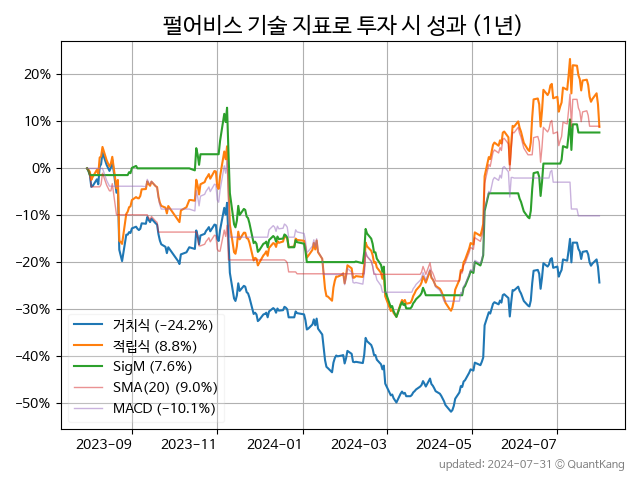 펄어비스 기술 지표로 투자 시 성과 (1년)
20%
10%
0%
−10%
−20%
−30%
−40%
−50%
거치식 (−24.2%)
적립식 (8.8%)
SigM (7.6%)
SMA(20) (9.0%)
MACD (−10.1%)
2023−09
2023−11
2024−01
2024−03
2024−05
2024−07
updated: 2024−07−31 © QuantKang